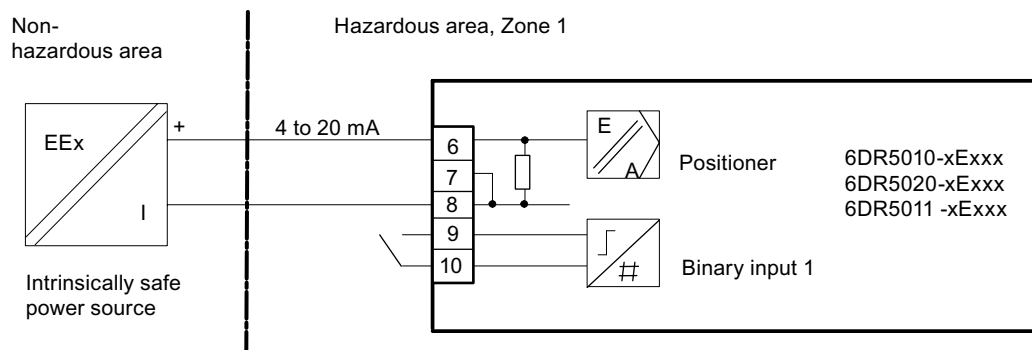 Non-
hazardous area
Hazardous area, Zone 1
EEx
+
I
Intrinsically safe
power source
4 to 20 mA
6
7
8
9
10
E
A
Positioner
#
Binary input 1
6DR5010-xExxx
6DR5020-xExxx
6DR5011 -xExxx